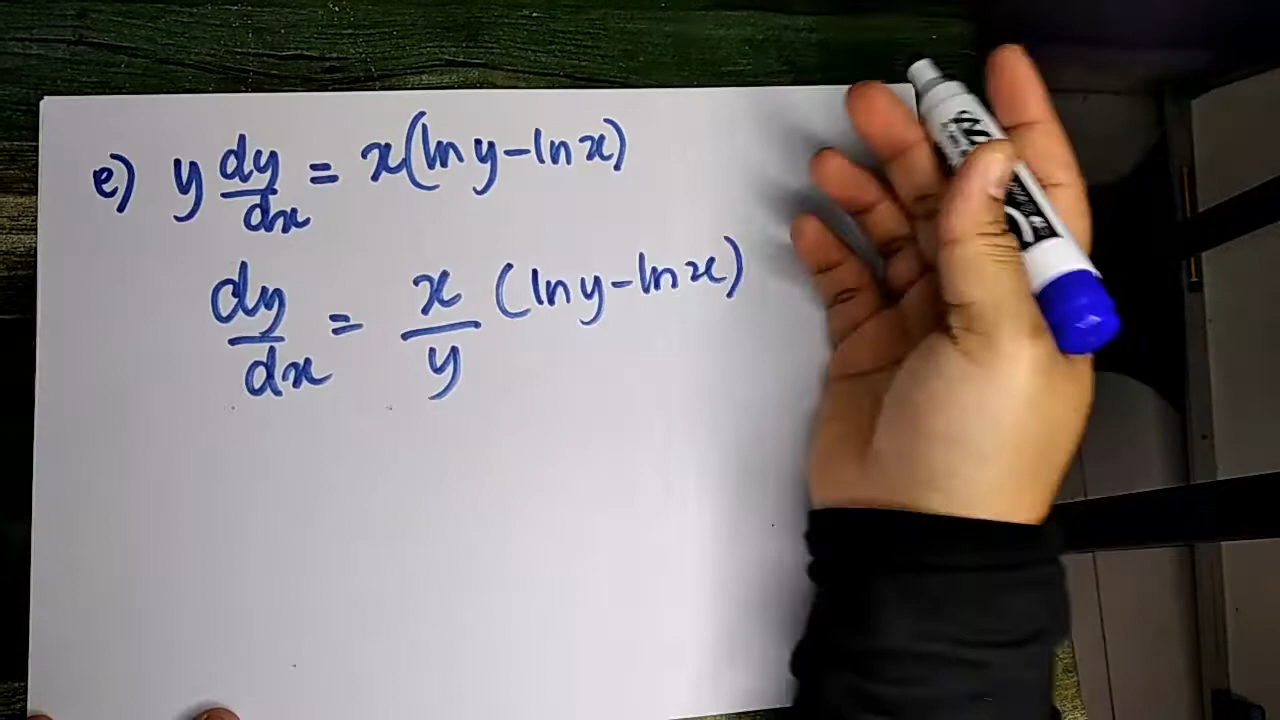 e) y dy/dx = x(ln y - ln x)
dy/dx = x/y (ln y - ln x)